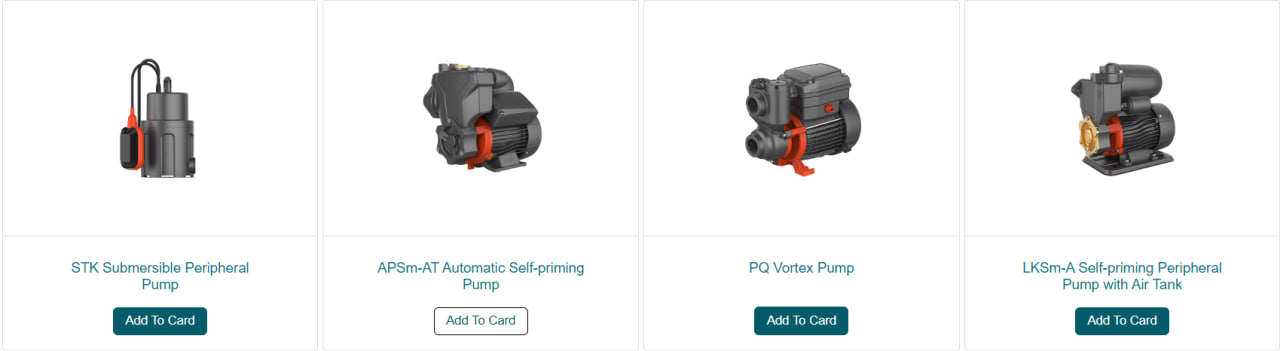 STK Submersible Peripheral
Pump
Add To Card
APSm-AT Automatic Self-priming
Pump
Add To Card
PQ Vortex Pump
Add To Card
LKSm-A Self-priming Peripheral
Pump with Air Tank
Add To Card